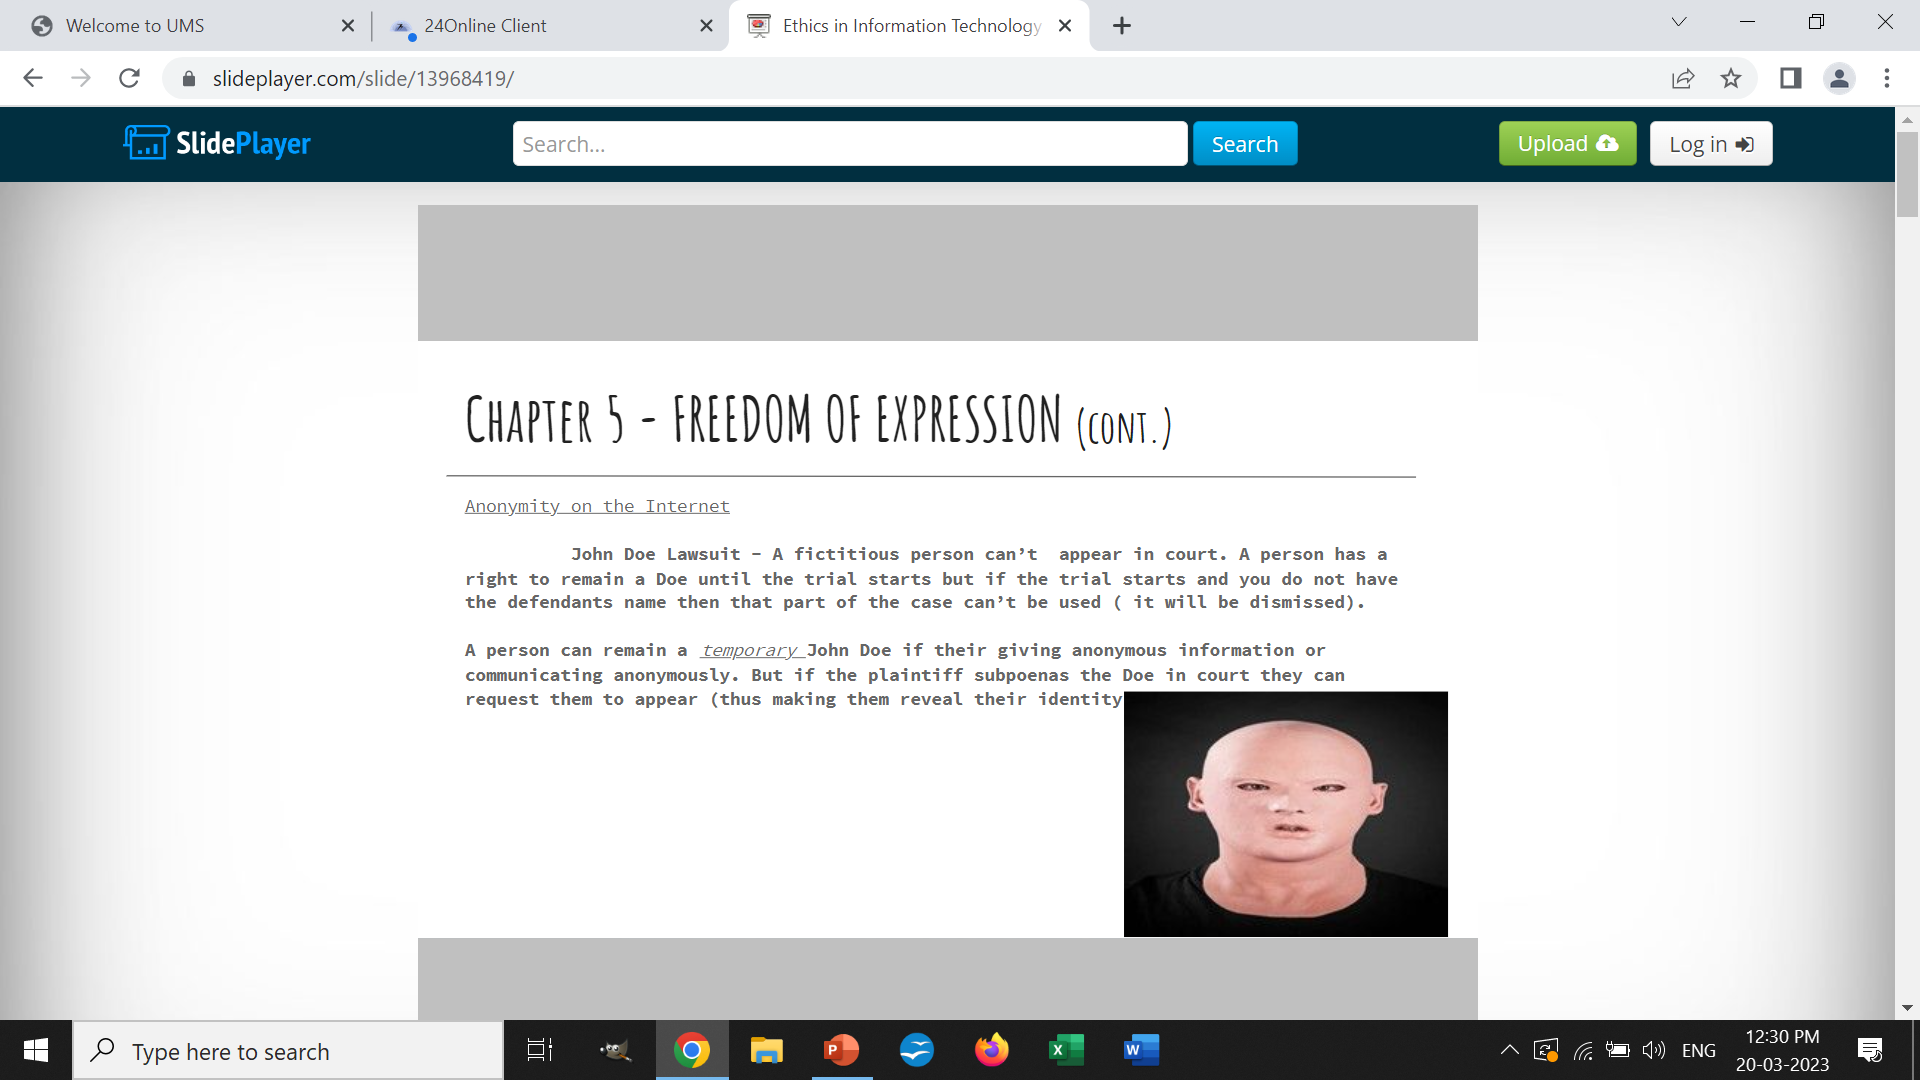 Welcome to UMS
24Online Client
Ethics in Information Technology
slideplayer.com/slide/13968419/
SlidePlayer
Search...
Search
Upload
Log in
Chapter 5 - FREEDOM OF EXPRESSION (cont.)
Anonymity on the Internet
John Doe Lawsuit - A fictitious person can’t appear in court. A person has a
right to remain a Doe until the trial starts but if the trial starts and you do not have
the defendants name then that part of the case can’t be used ( it will be dismissed).
A person can remain a temporary John Doe if their giving anonymous information or
communicating anonymously. But if the plaintiff subpoenas the Doe in court they can
request them to appear (thus making them reveal their identity
Type here to search
P
X
W
ENG
12:30 PM
20-03-2023